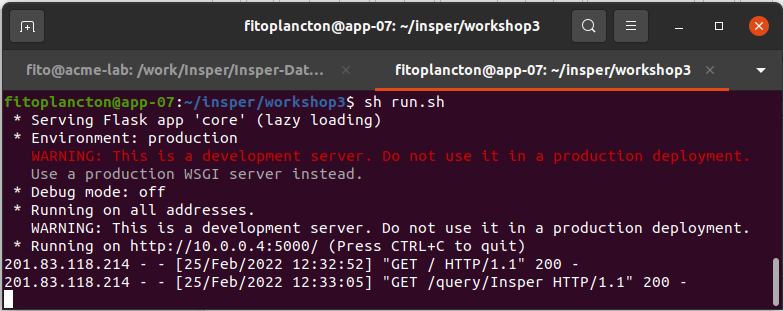 fitoplancton@app-07: ~/insper/workshop3
fito@acme-lab: /work/Insper/Insper-Dat...
fitoplancton@app-07: ~/insper/workshop3
fitoplancton@app-07:~/insper/workshop3$ sh run.sh
 * Serving Flask app 'core' (lazy loading)
 * Environment: production
   WARNING: This is a development server. Do not use it in a production deployment.
   Use a production WSGI server instead.
 * Debug mode: off
 * Running on all addresses.
   WARNING: This is a development server. Do not use it in a production deployment.
 * Running on http://10.0.0.4:5000/ (Press CTRL+C to quit)
201.83.118.214 - - [25/Feb/2022 12:32:52] "GET / HTTP/1.1" 200 -
201.83.118.214 - - [25/Feb/2022 12:33:05] "GET /query/Insper HTTP/1.1" 200 -